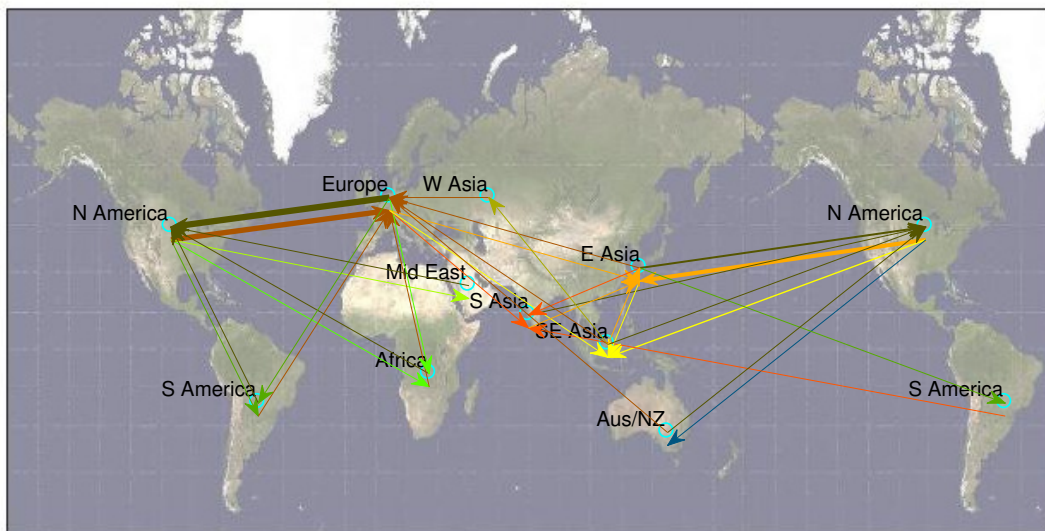 Europe
W Asia
N America
N America
E Asia
Mid East
S Asia
SE Asia
Africa
S America
S America
Aus/NZ